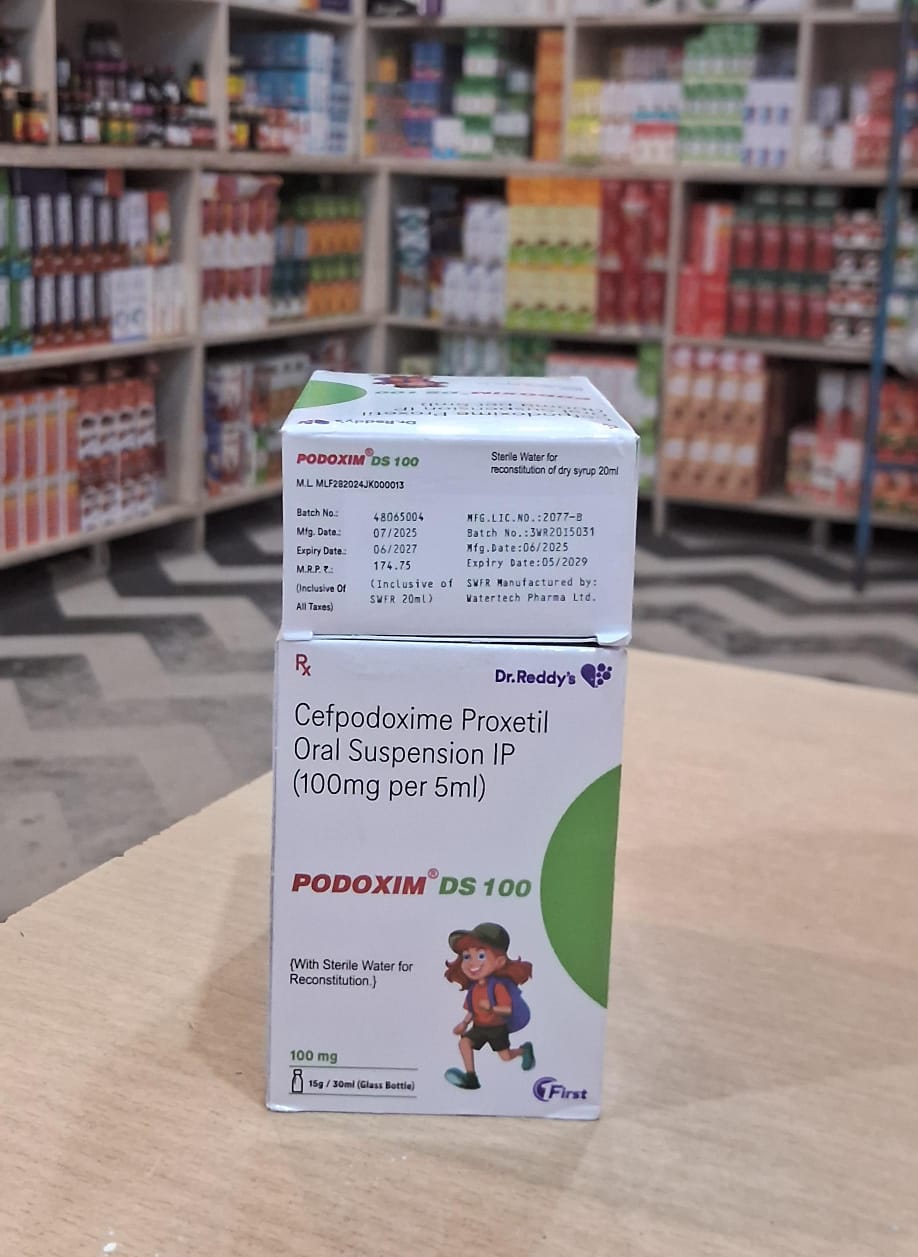 Dr.Reddy's
PODOXIM® DS 100
Sterile Water for
reconstitution of dry syrup 20ml
M.L. MLF282024JK000013
Batch No.: 48065004 MFG.LIC.NO.:2077-B
Mfg. Date: 07/2025 Batch No.:3WR2015031
Expiry Date: 06/2027 Mfg.Date:06/2025
M.R.P. ₹.: 174.75 Expiry Date:05/2029
(Inclusive Of (Inclusive of SWFR Manufactured by:
All Taxes) SWFR 20ml) Watertech Pharma Ltd.
Rx
Dr.Reddy's
Cefpodoxime Proxetil
Oral Suspension IP
(100mg per 5ml)
PODOXIM® DS 100
{With Sterile Water for
Reconstitution.}
100 mg
15g / 30ml (Glass Bottle)
1First